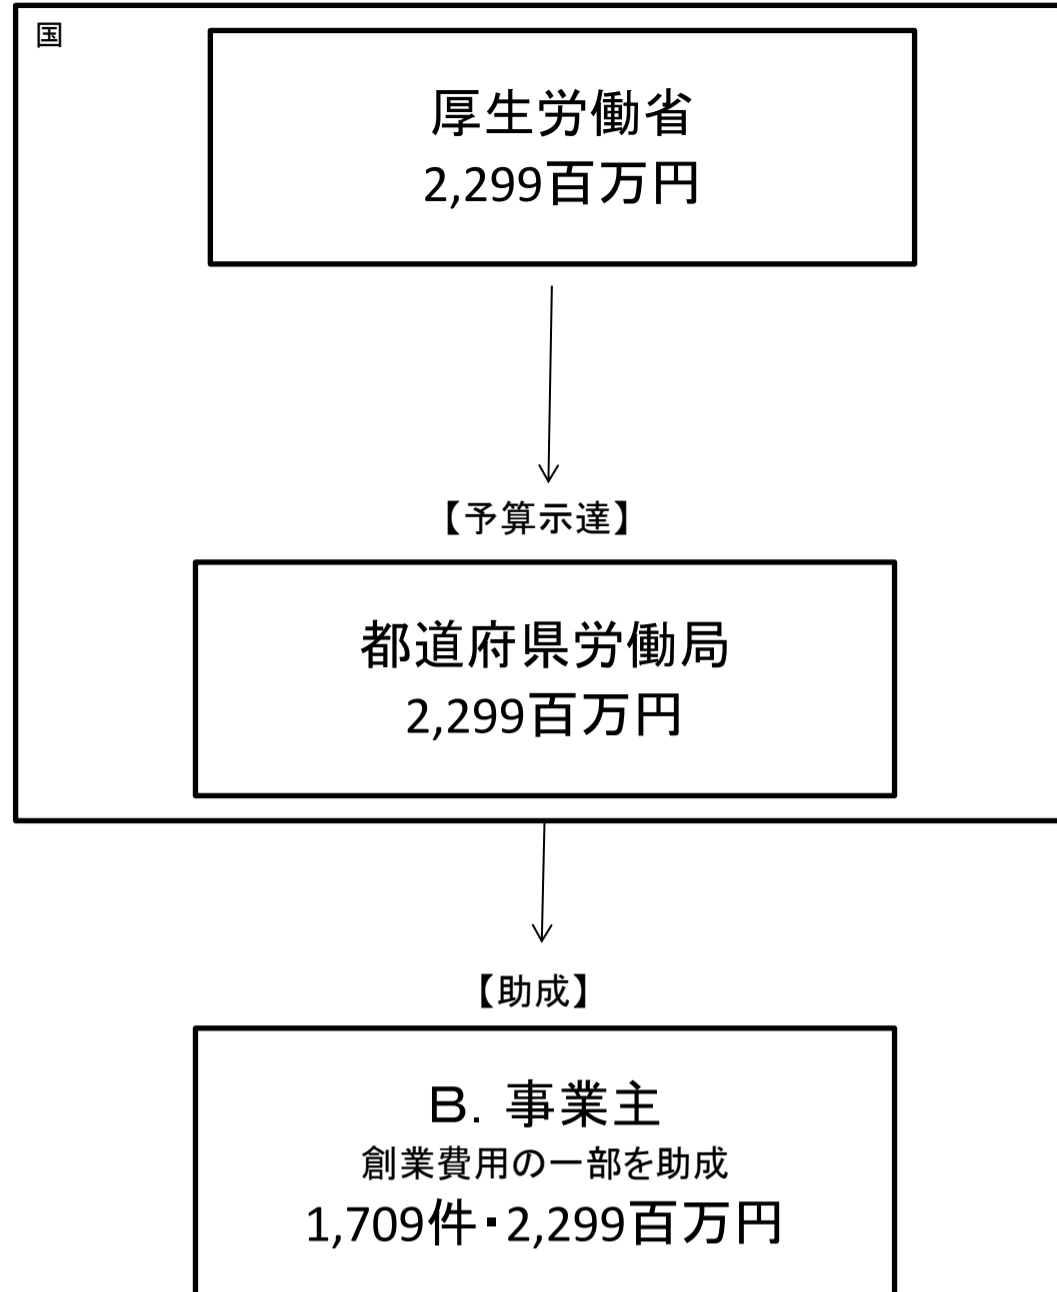 国
厚生労働省
2,299百万円
【予算示達】
都道府県労働局
2,299百万円
【助成】
B. 事業主
創業費用の一部を助成
1,709件・2,299百万円